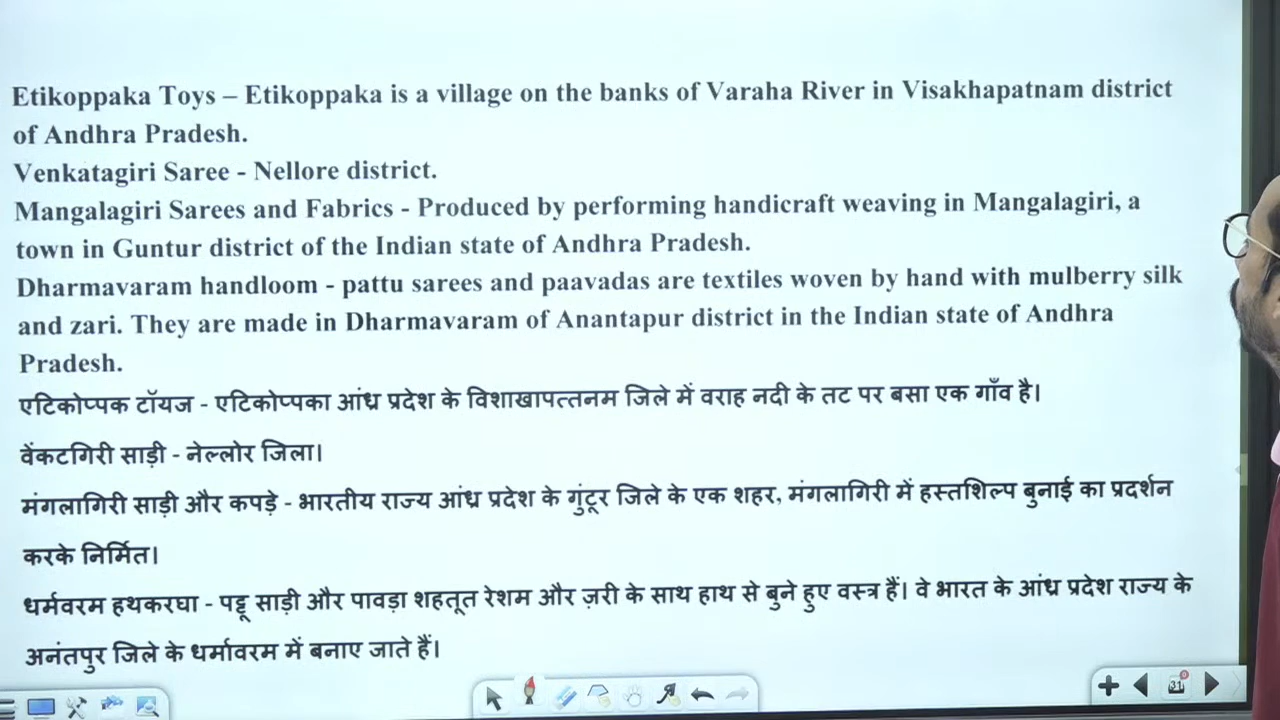 Etikoppaka Toys – Etikoppaka is a village on the banks of Varaha River in Visakhapatnam district
of Andhra Pradesh.
Venkatagiri Saree - Nellore district.
Mangalagiri Sarees and Fabrics - Produced by performing handicraft weaving in Mangalagiri, a
town in Guntur district of the Indian state of Andhra Pradesh.
Dharmavaram handloom - pattu sarees and paavadas are textiles woven by hand with mulberry silk
and zari. They are made in Dharmavaram of Anantapur district in the Indian state of Andhra
Pradesh.
एटिकोप्पक टॉयज - एटिकोप्पका आंध्र प्रदेश के विशाखापत्तनम जिले में वराह नदी के तट पर बसा एक गाँव है।
वेंकटगिरी साड़ी - नेल्लोर जिला।
मंगलागिरी साड़ी और कपड़े - भारतीय राज्य आंध्र प्रदेश के गुंटूर जिले के एक शहर, मंगलागिरी में हस्तशिल्प बुनाई का प्रदर्शन
करके निर्मित।
धर्मवरम हथकरघा - पट्टू साड़ी और पावड़ा शहतूत रेशम और ज़री के साथ हाथ से बुने हुए वस्त्र हैं। वे भारत के आंध्र प्रदेश राज्य के
अनंतपुर जिले के धर्मावरम में बनाए जाते हैं।
31